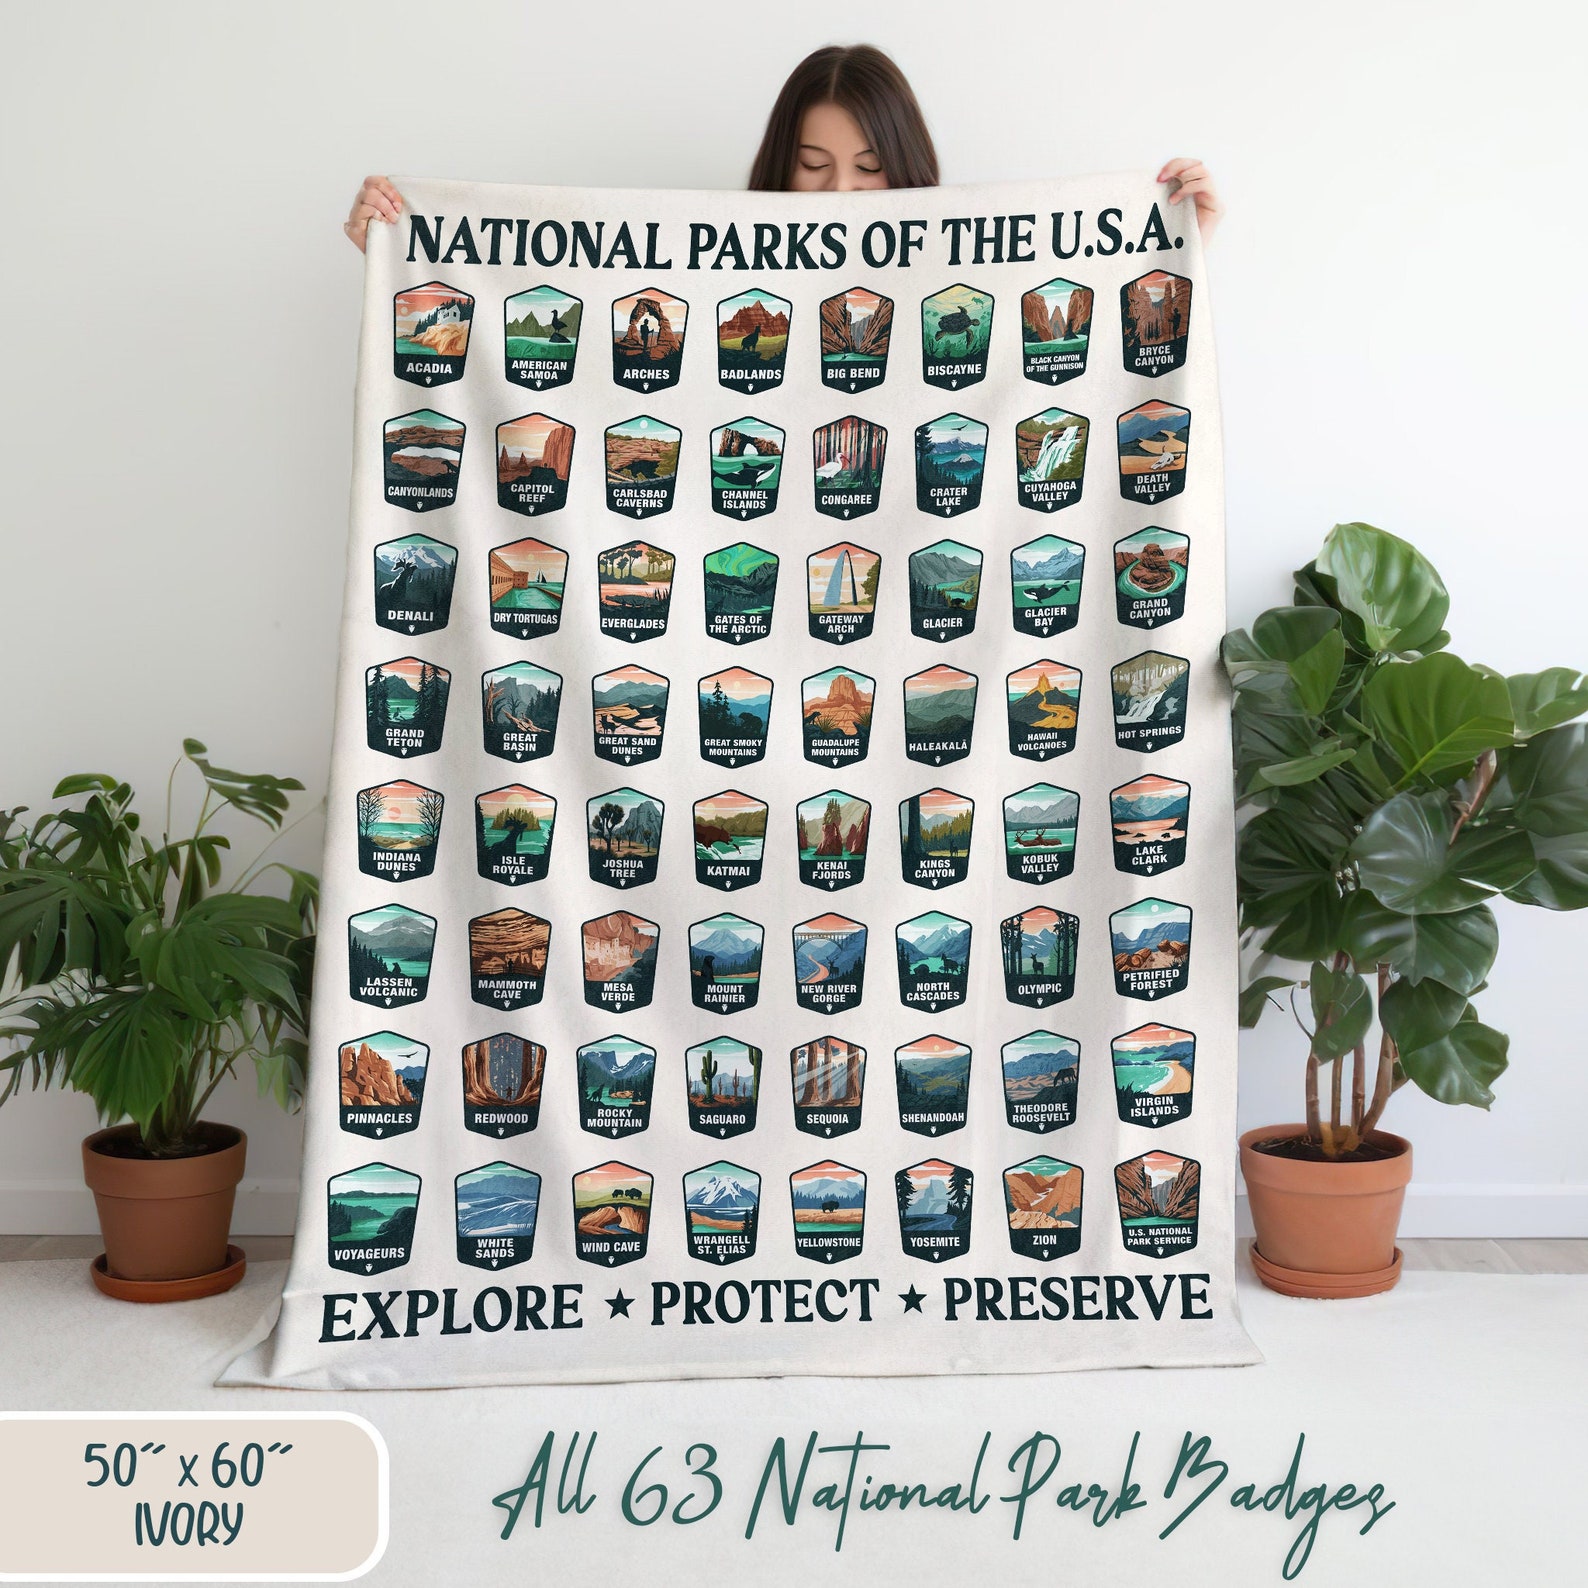 NATIONAL PARKS OF THE U.S.A.
ACADIA
AMERICAN
SAMOA
ARCHES
BADLANDS
BIG BEND
BISCAYNE
BLACK CANYON
OF THE GUNNISON
BRYCE
CANYON
CANYONLANDS
CAPITOL
REEF
CARLSBAD
CAVERNS
CHANNEL
ISLANDS
CONGAREE
CRATER
LAKE
CUYAHOGA
VALLEY
DEATH
VALLEY
DENALI
DRY TORTUGAS
EVERGLADES
GATES OF
THE ARCTIC
GATEWAY
ARCH
GLACIER
GLACIER
BAY
GRAND
CANYON
GRAND
TETON
GREAT
BASIN
GREAT SAND
DUNES
GREAT SMOKY
MOUNTAINS
GUADALUPE
MOUNTAINS
HALEAKALĀ
HAWAII
VOLCANOES
HOT SPRINGS
INDIANA
DUNES
ISLE
ROYALE
JOSHUA
TREE
KATMAI
KENAI
FJORDS
KINGS
CANYON
KOBUK
VALLEY
LAKE
CLARK
LASSEN
VOLCANIC
MAMMOTH
CAVE
MESA
VERDE
MOUNT
RAINIER
NEW RIVER
GORGE
NORTH
CASCADES
OLYMPIC
PETRIFIED
FOREST
PINNACLES
REDWOOD
ROCKY
MOUNTAIN
SAGUARO
SEQUOIA
SHENANDOAH
THEODORE
ROOSEVELT
VIRGIN
ISLANDS
VOYAGEURS
WHITE
SANDS
WIND CAVE
WRANGELL
ST. ELIAS
YELLOWSTONE
YOSEMITE
ZION
U.S. NATIONAL
PARK SERVICE
EXPLORE ★ PROTECT ★ PRESERVE
50″ x 60″
IVORY
All 63 National Park Badges